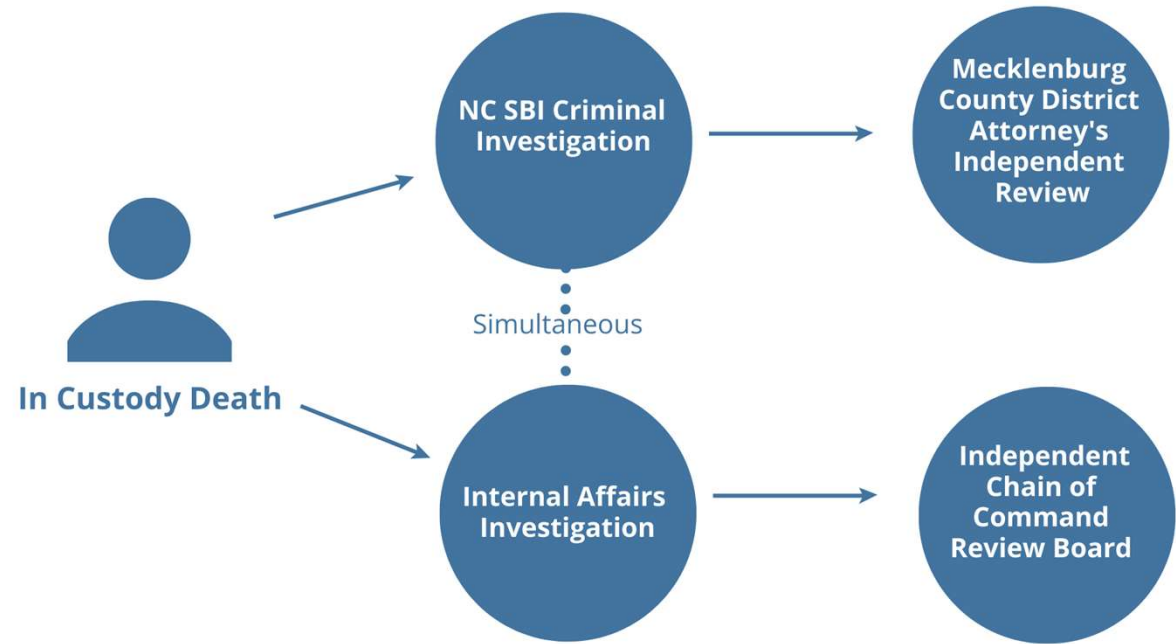 NC SBI Criminal
Investigation
Mecklenburg
County District
Attorney's
Independent
Review
Simultaneous
In Custody Death
Internal Affairs
Investigation
Independent
Chain of
Command
Review Board